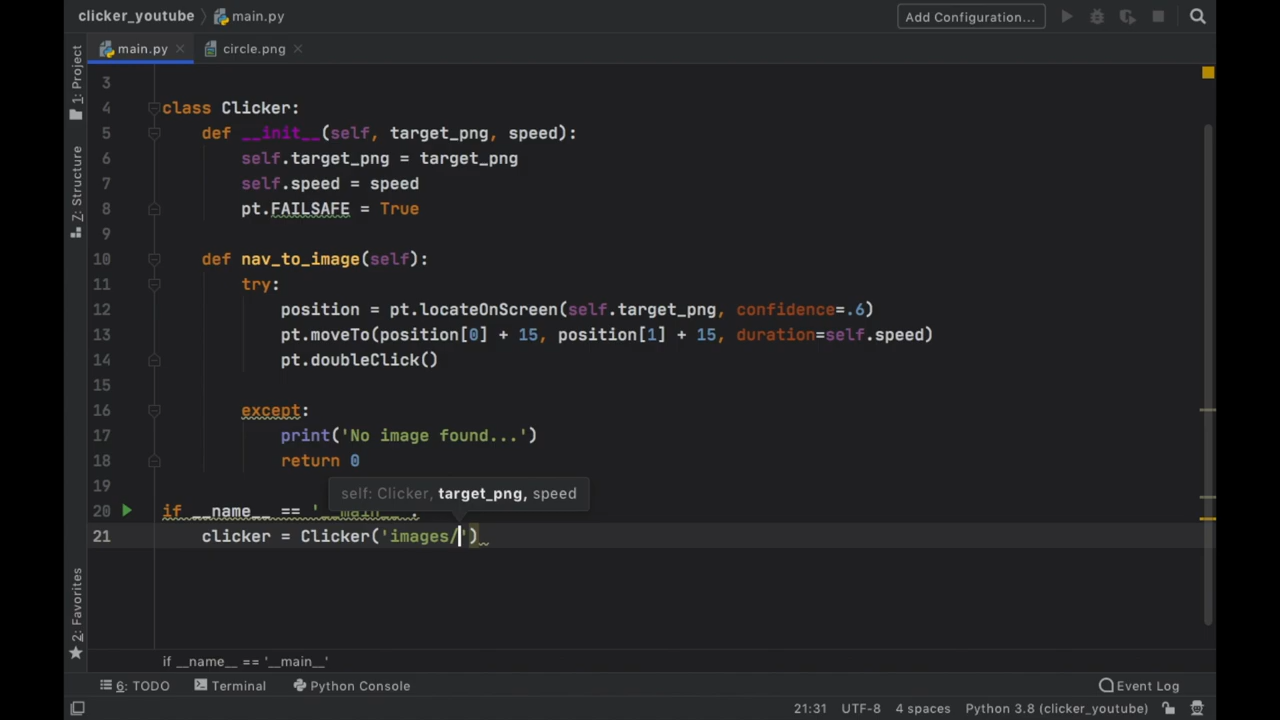 clicker_youtube main.py Add Configuration...
main.py circle.png
1: Project
7: Structure
2: Favorites
3
4 class Clicker:
5 def __init__(self, target_png, speed):
6 self.target_png = target_png
7 self.speed = speed
8 pt.FAILSAFE = True
9
10 def nav_to_image(self):
11 try:
12 position = pt.locateOnScreen(self.target_png, confidence=.6)
13 pt.moveTo(position[0] + 15, position[1] + 15, duration=self.speed)
14 pt.doubleClick()
15
16 except:
17 print('No image found...')
18 return 0
19
self: Clicker, target_png, speed
20 if __name__ == '__main__':
21 clicker = Clicker('images/')
if __name__ == '__main__'
6: TODO Terminal Python Console Event Log
21:31 UTF-8 4 spaces Python 3.8 (clicker_youtube)